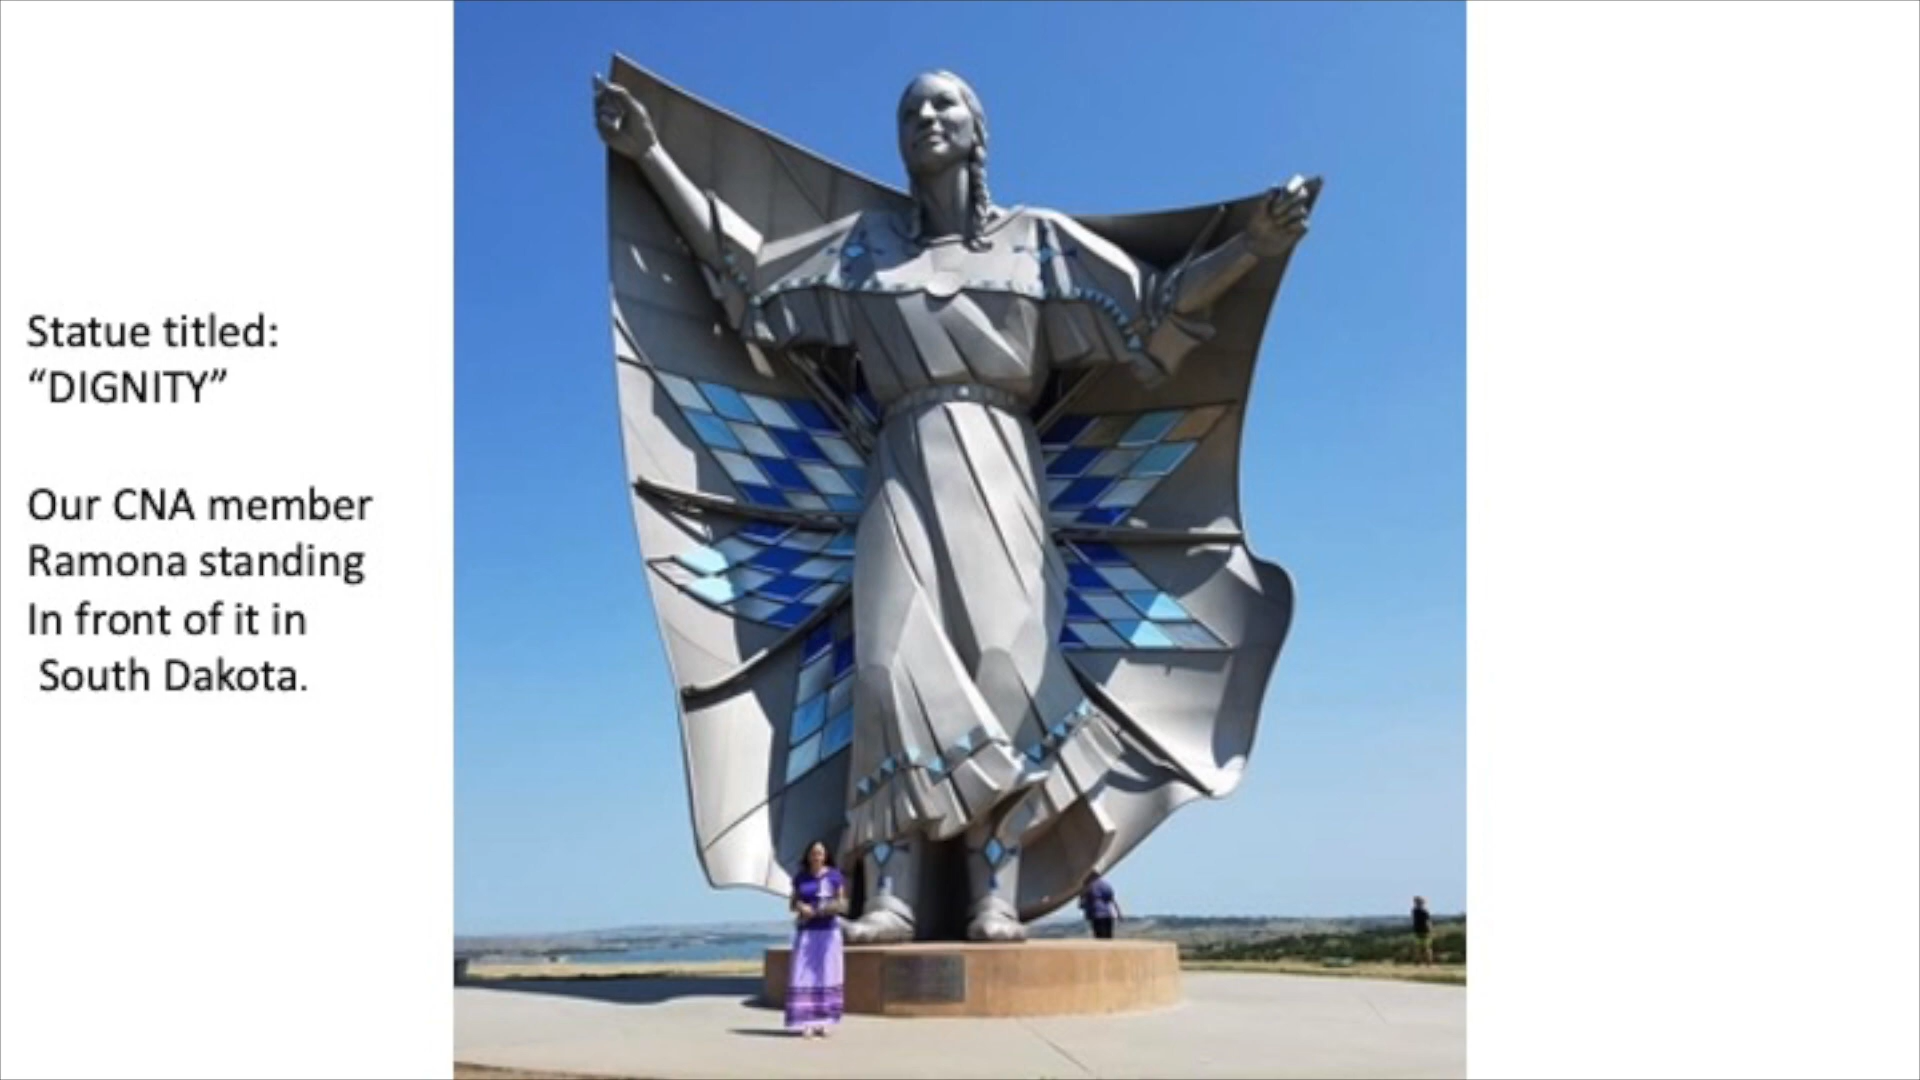 Statue titled:
“DIGNITY”
Our CNA member
Ramona standing
In front of it in
South Dakota.